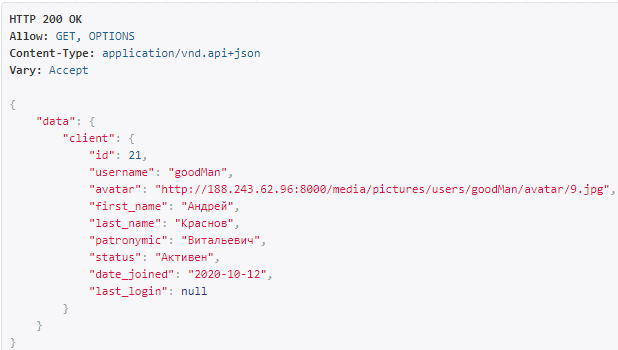 HTTP 200 OK
Allow: GET, OPTIONS
Content-Type: application/vnd.api+json
Vary: Accept
{
"data": {
"client": {
"id": 21,
"username": "goodMan",
"avatar": "http://188.243.62.96:8000/media/pictures/users/goodMan/avatar/9.jpg",
"first_name": "Андрей",
"last_name": "Краснов",
"patronymic": "Витальевич",
"status": "Активен",
"date_joined": "2020-10-12",
"last_login": null
}
}
}